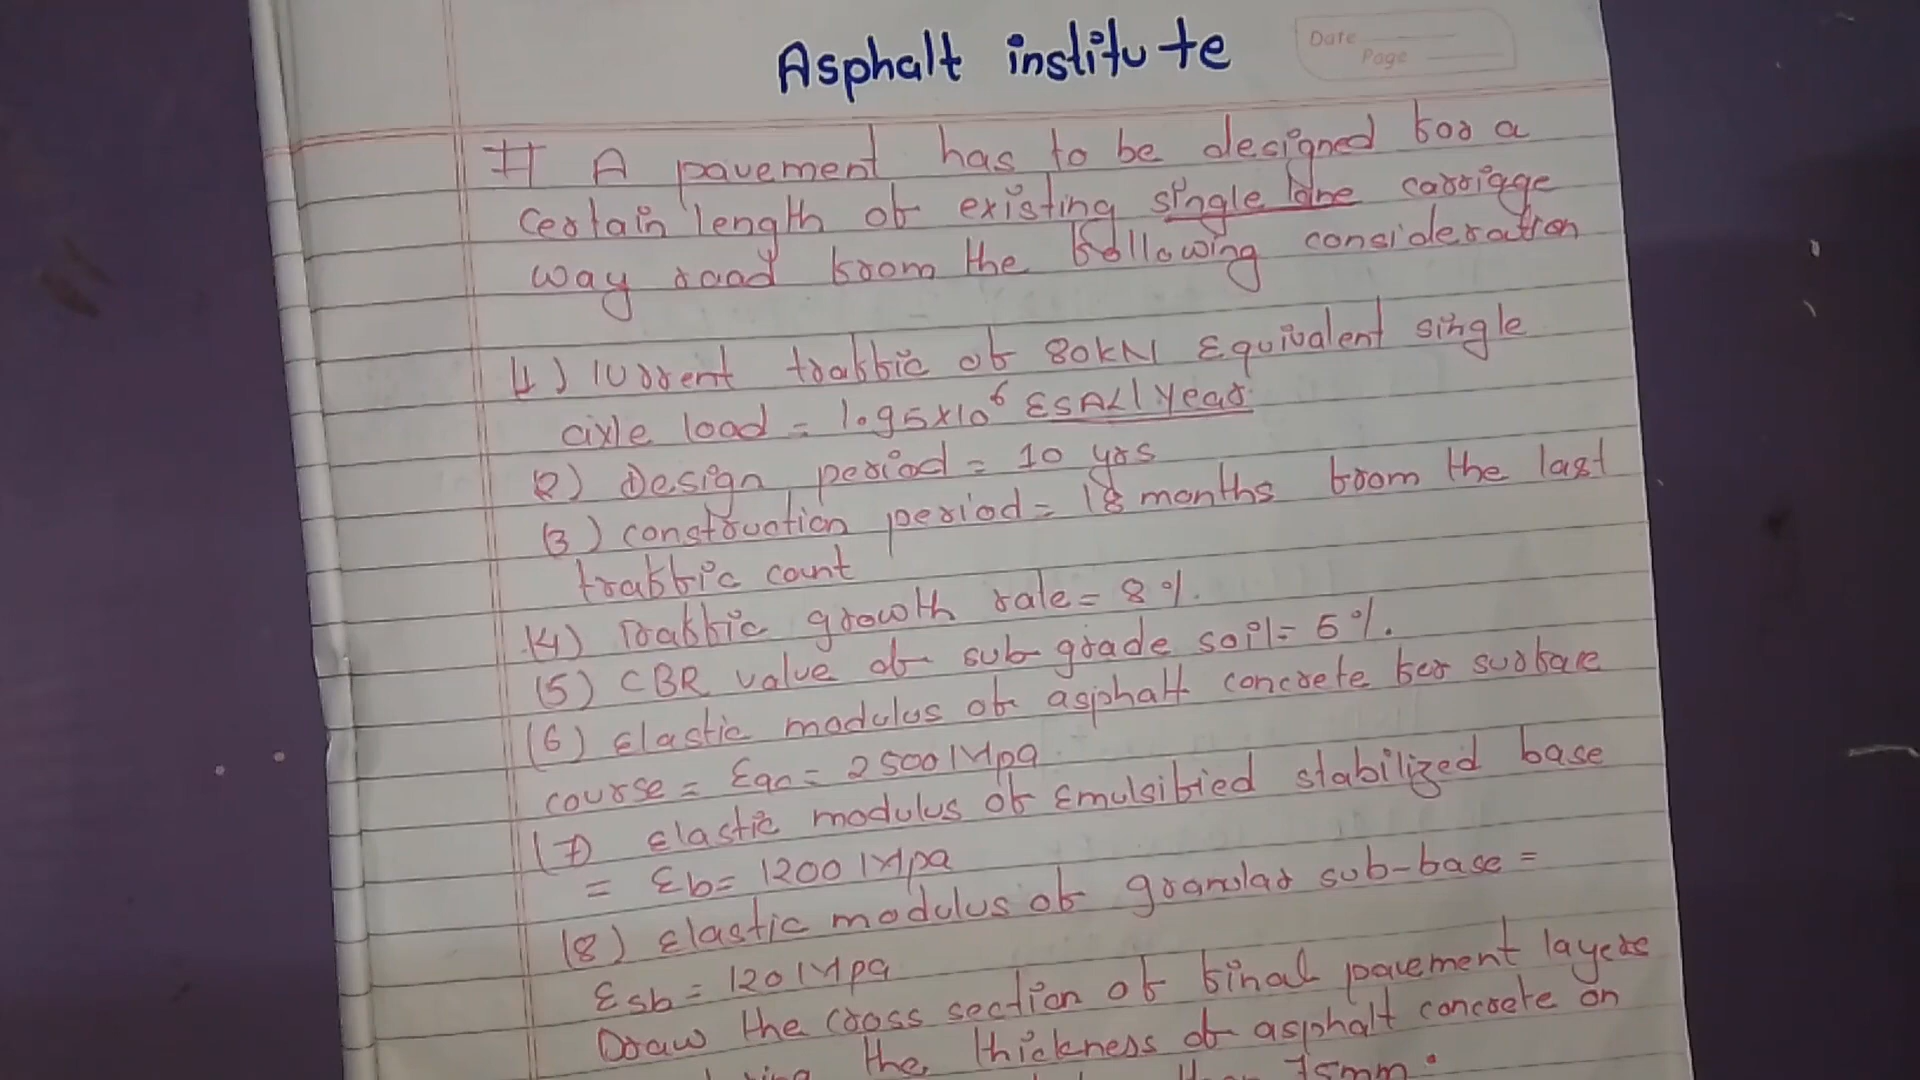 Asphalt institute
Date
Page
# A pavement has to be designed for a
certain length of existing single lane carriage
way road from the following consideration
1) Current traffic of 80kN Equivalent single
axle load = 1.95x10⁶ ESAL/year
(2) Design period = 10 yrs
(3) construction period = 18 months from the last
traffic count
(4) Traffic growth rate = 8%.
(5) CBR value of sub grade soil = 5%.
(6) Elastic modulus of asphalt concrete for surface
course = Eac = 2500 Mpa
(7) Elastic modulus of Emulsified stabilized base
= Eb = 1200 Mpa
(8) Elastic modulus of granular sub-base =
Esb = 120 Mpa
Draw the cross section of final pavement layers
the thickness of asphalt concrete on
75mm.